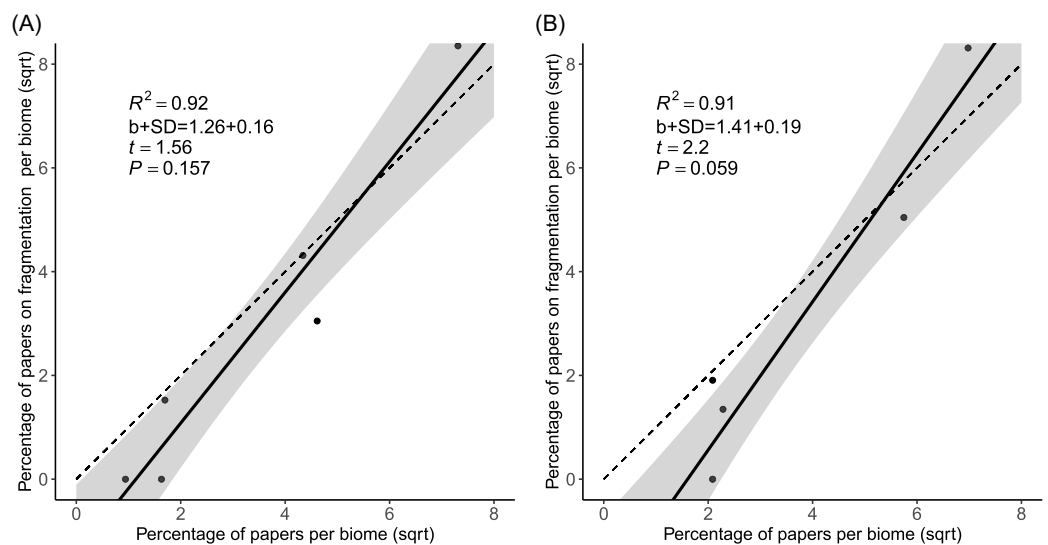 (A)
Percentage of papers on fragmentation per biome (sqrt)
8
6
4
2
0
R² = 0.92
b+SD=1.26+0.16
t = 1.56
P = 0.157
0 2 4 6 8
Percentage of papers per biome (sqrt)
(B)
Percentage of papers on fragmentation per biome (sqrt)
8
6
4
2
0
R² = 0.91
b+SD=1.41+0.19
t = 2.2
P = 0.059
0 2 4 6 8
Percentage of papers per biome (sqrt)